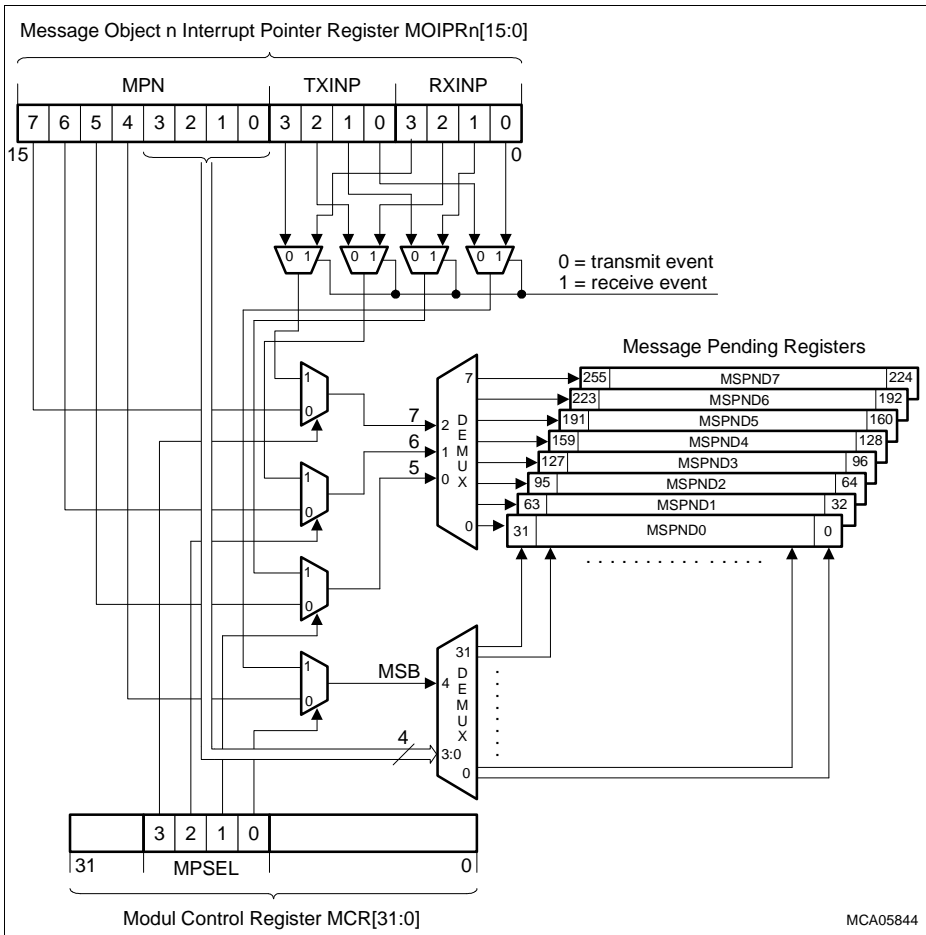 Message Object n Interrupt Pointer Register MOIPRn[15:0]
MPN TXINP RXINP
7 6 5 4 3 2 1 0 3 2 1 0 3 2 1 0
15 0
0 1 0 1 0 1 0 1
0 = transmit event
1 = receive event
Message Pending Registers
7 255 MSPND7 224
223 MSPND6 192
191 MSPND5 160
159 MSPND4 128
127 MSPND3 96
95 MSPND2 64
63 MSPND1 32
0 31 MSPND0 0
1
0
7 2
6 1
5 0
DEMUX
1
0
1
0
. . . . . . . . . . . . . . .
1
0
MSB 4
31
DEMUX
4
3:0
0
3 2 1 0
31 MPSEL 0
Modul Control Register MCR[31:0]
MCA05844